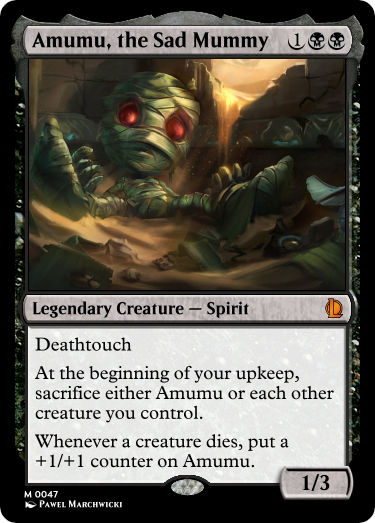 Amumu, the Sad Mummy 1
Legendary Creature — Spirit
Deathtouch
At the beginning of your upkeep,
sacrifice either Amumu or each other
creature you control.
Whenever a creature dies, put a
+1/+1 counter on Amumu.
1/3
M 0047
Pawel Marchwicki